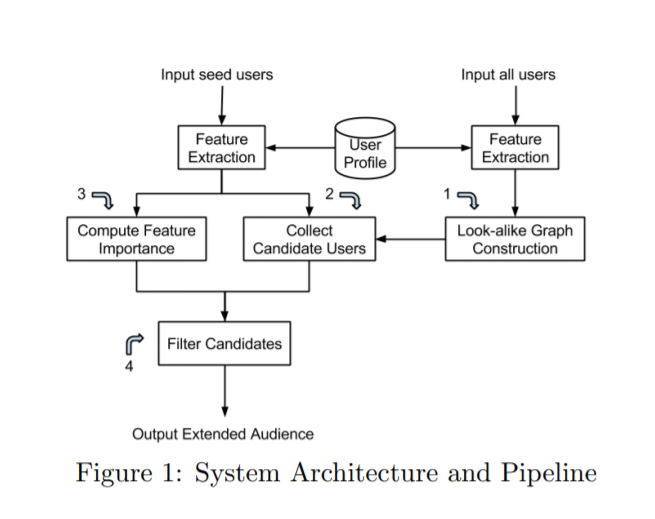 Input seed users
Input all users
Feature
Extraction
User
Profile
Feature
Extraction
3
2
1
Compute Feature
Importance
Collect
Candidate Users
Look-alike Graph
Construction
Filter Candidates
4
Output Extended Audience
Figure 1: System Architecture and Pipeline